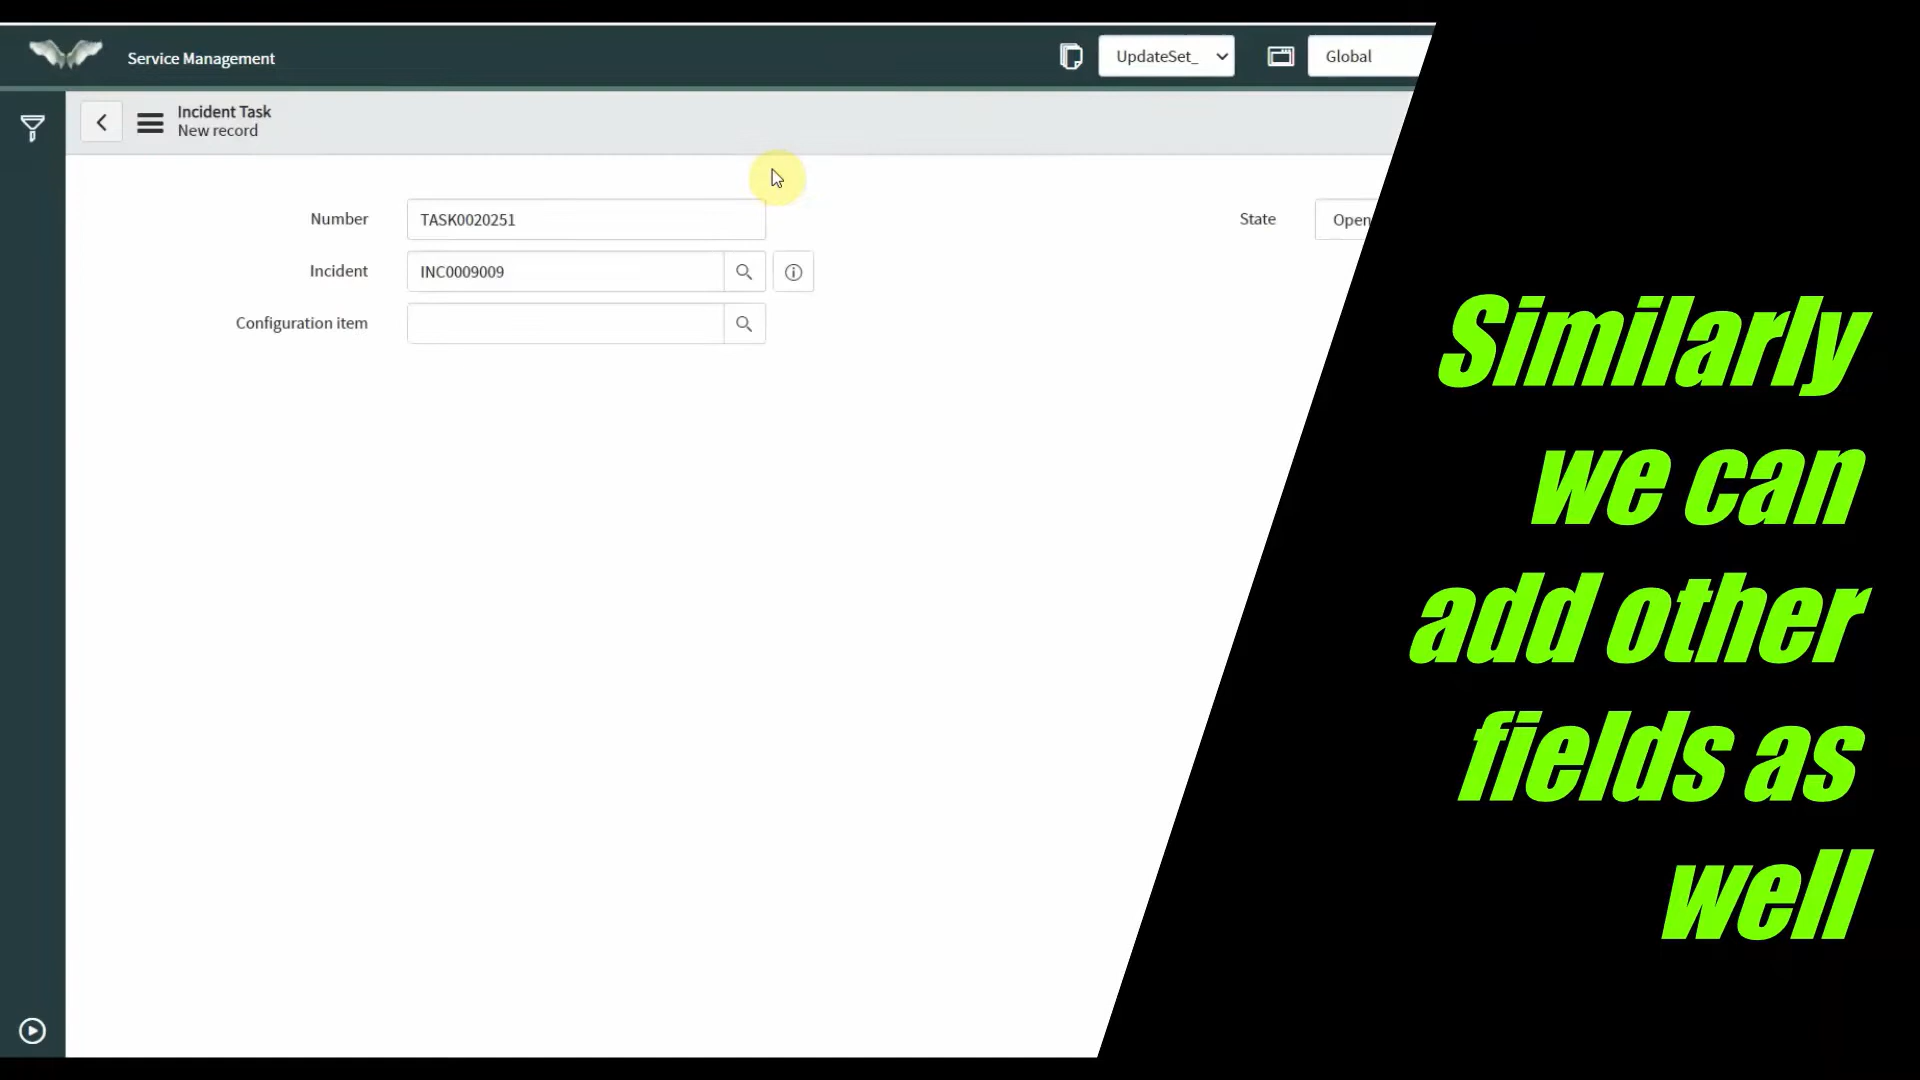 Service Management
UpdateSet_
Global
Incident Task
New record
Number
TASK0020251
State
Open
Incident
INC0009009
Configuration item
Similarly
we can
add other
fields as
well